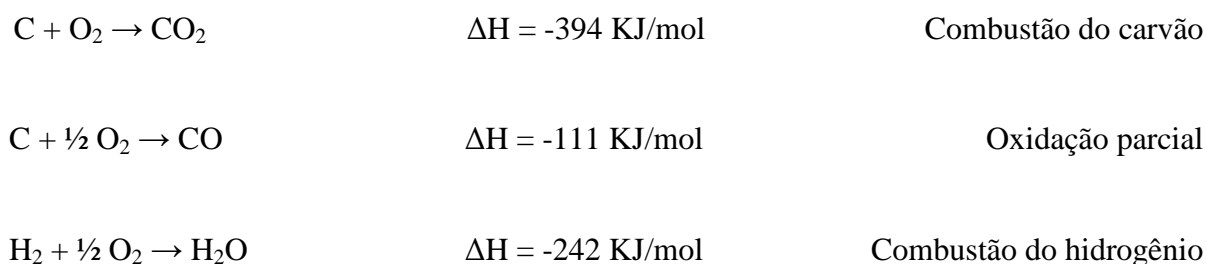 C + O₂ → CO₂ ΔH = -394 KJ/mol Combustão do carvão
C + ½ O₂ → CO ΔH = -111 KJ/mol Oxidação parcial
H₂ + ½ O₂ → H₂O ΔH = -242 KJ/mol Combustão do hidrogênio